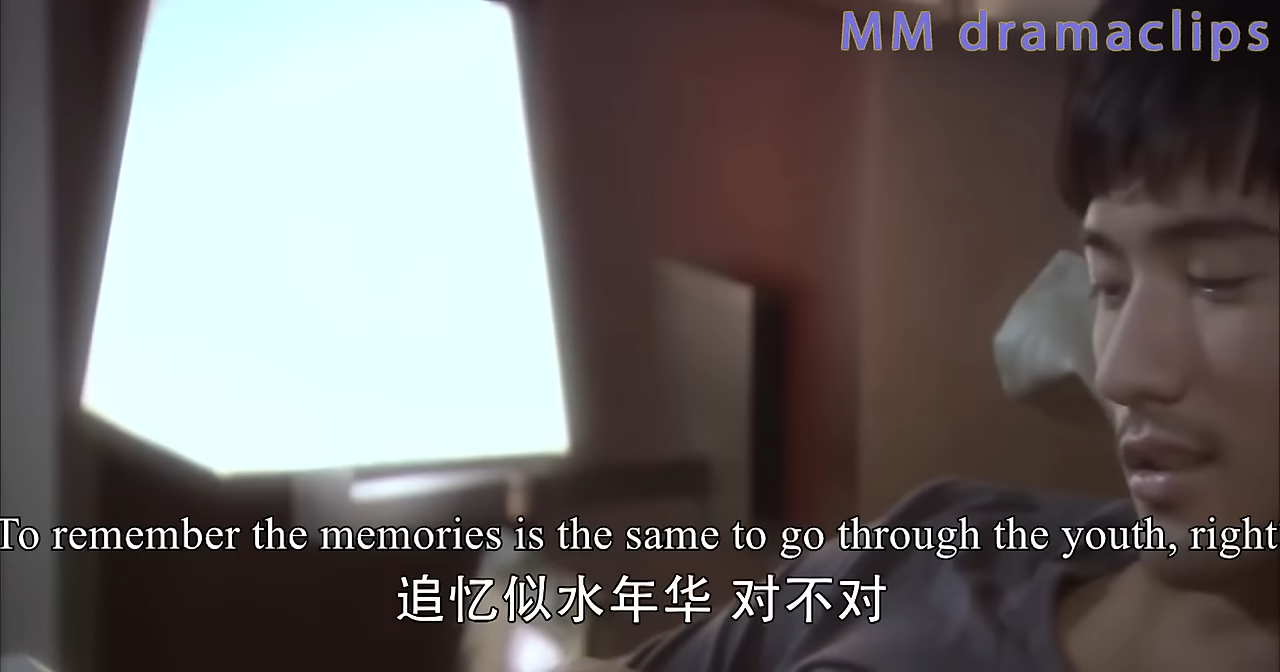 MM dramaclips
To remember the memories is the same to go through the youth, right
追忆似水年华 对不对